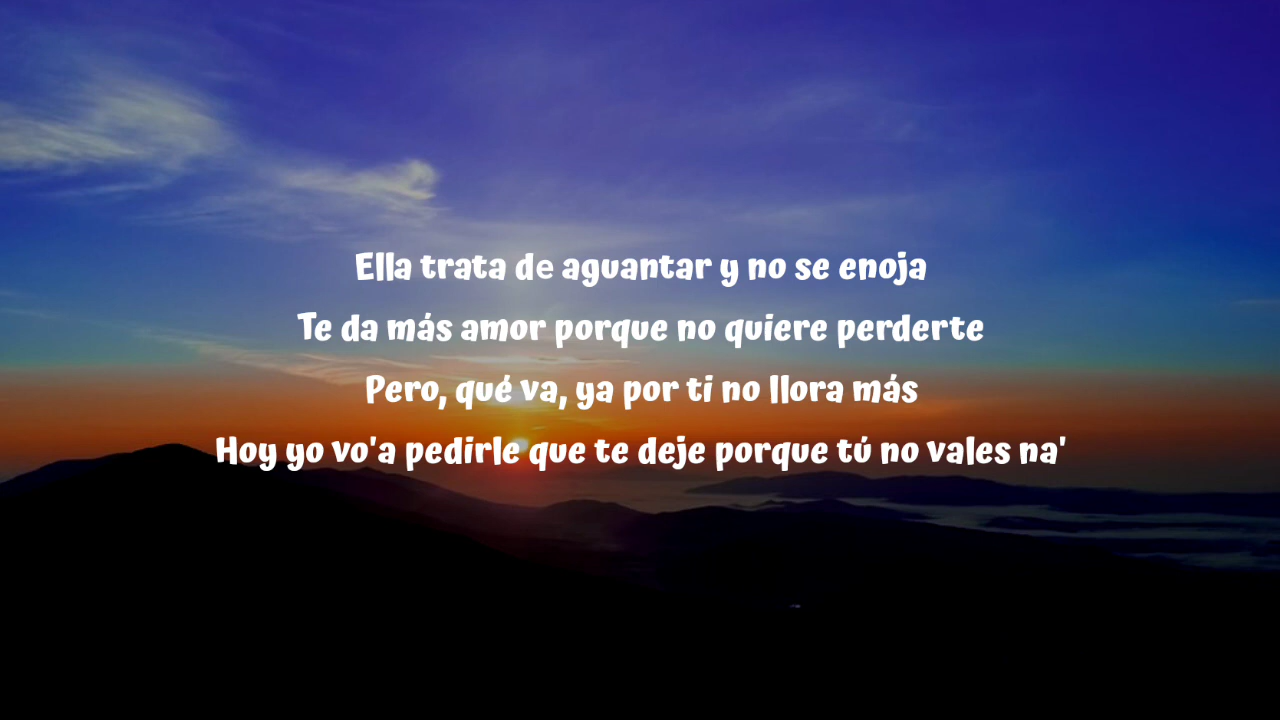 Ella trata de aguantar y no se enoja
Te da más amor porque no quiere perderte
Pero, qué va, ya por ti no llora más
Hoy yo vo'a pedirle que te deje porque tú no vales na'